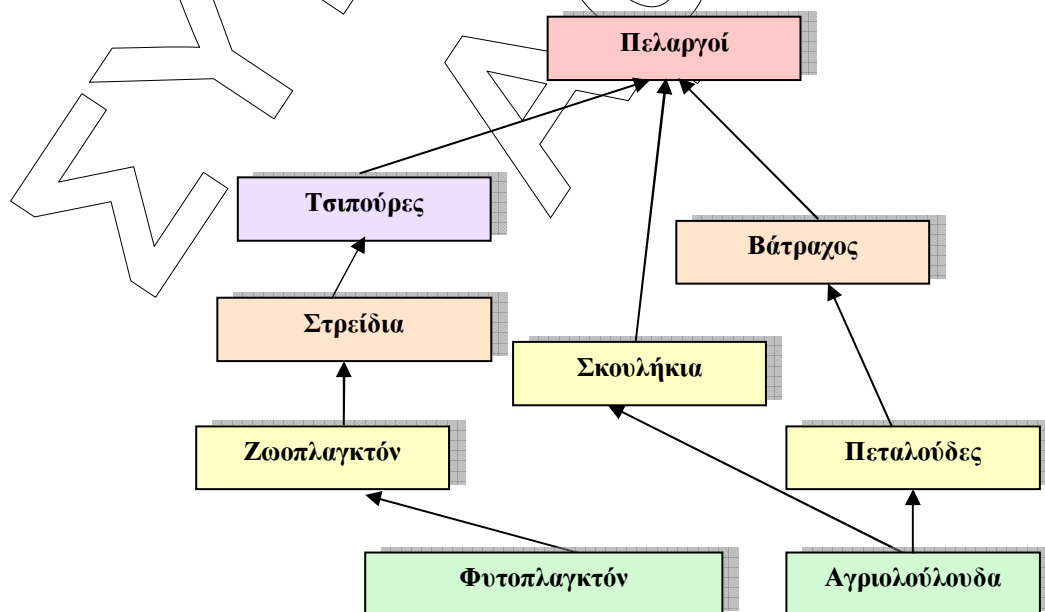 Πελαργοί
Τσιπούρες
Βάτραχος
Στρείδια
Σκουλήκια
Ζωοπλαγκτόν
Πεταλούδες
Φυτοπλαγκτόν
Αγριολούλουδα